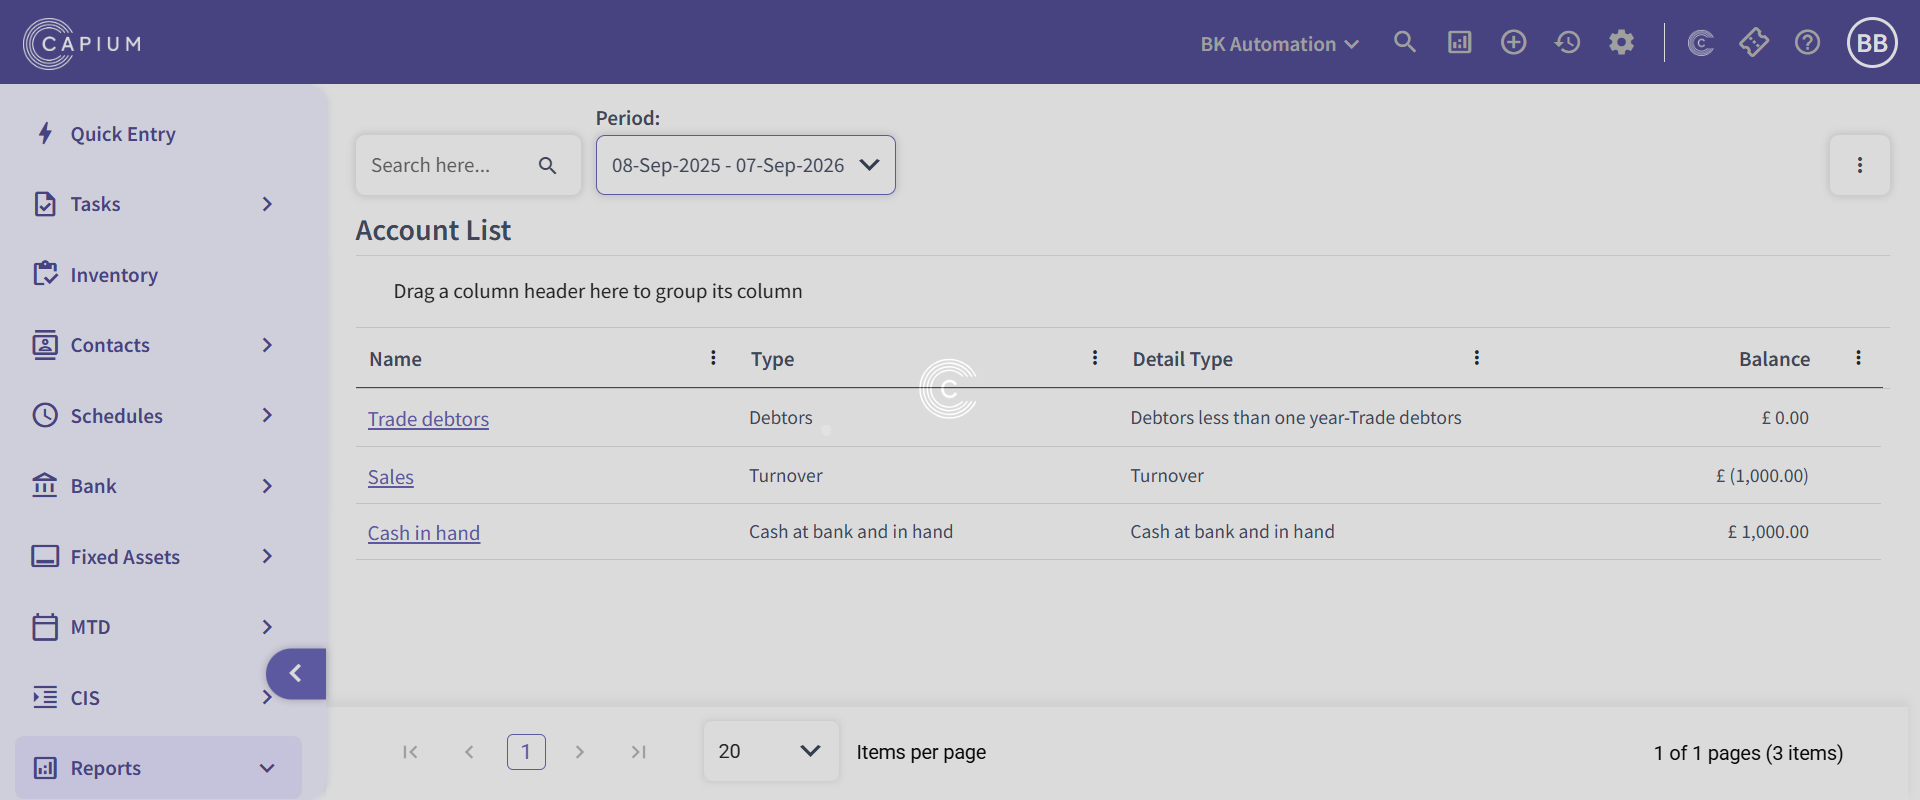 CAPIUM
BK Automation
BB
Quick Entry
Tasks
Inventory
Contacts
Schedules
Bank
Fixed Assets
MTD
CIS
Reports
Period:
Search here...
08-Sep-2025 - 07-Sep-2026
Account List
Drag a column header here to group its column
Name Type Detail Type Balance
Trade debtors Debtors Debtors less than one year-Trade debtors £ 0.00
Sales Turnover Turnover £ (1,000.00)
Cash in hand Cash at bank and in hand Cash at bank and in hand £ 1,000.00
1 20 Items per page 1 of 1 pages (3 items)